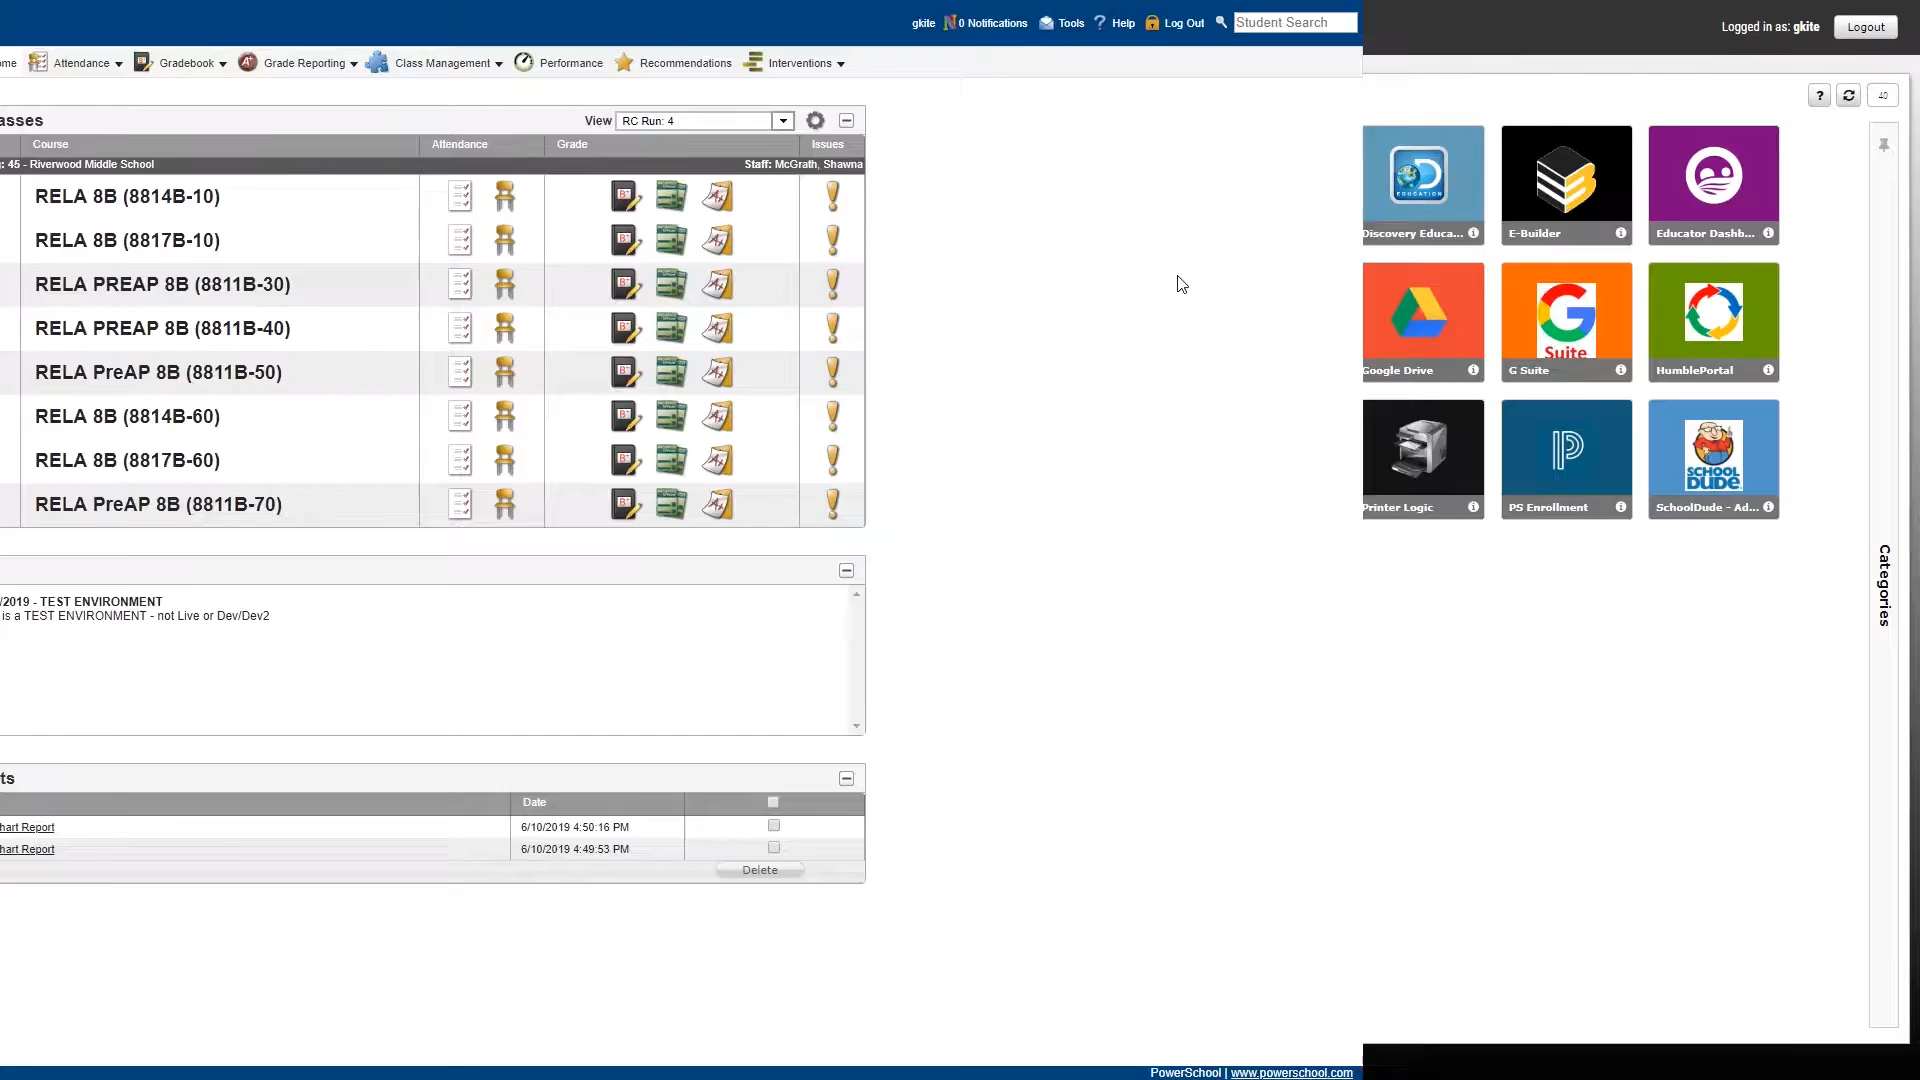 gkite 0 Notifications Tools Help Log Out Student Search
Logged in as: gkite Logout
ome Attendance Gradebook Grade Reporting Class Management Performance Recommendations Interventions
? 40
asses View RC Run: 4
Course Attendance Grade Issues
g: 45 - Riverwood Middle School Staff: McGrath, Shawna
RELA 8B (8814B-10)
RELA 8B (8817B-10)
RELA PREAP 8B (8811B-30)
RELA PREAP 8B (8811B-40)
RELA PreAP 8B (8811B-50)
RELA 8B (8814B-60)
RELA 8B (8817B-60)
RELA PreAP 8B (8811B-70)
/2019 - TEST ENVIRONMENT
is a TEST ENVIRONMENT - not Live or Dev/Dev2
ts
Date
hart Report 6/10/2019 4:50:16 PM
hart Report 6/10/2019 4:49:53 PM
Delete
EDUCATION
Discovery Educa... E-Builder Educator Dashb...
Suite
Google Drive G Suite HumblePortal
SCHOOL
DUDE
Printer Logic PS Enrollment SchoolDude - Ad...
Categories
PowerSchool | www.powerschool.com